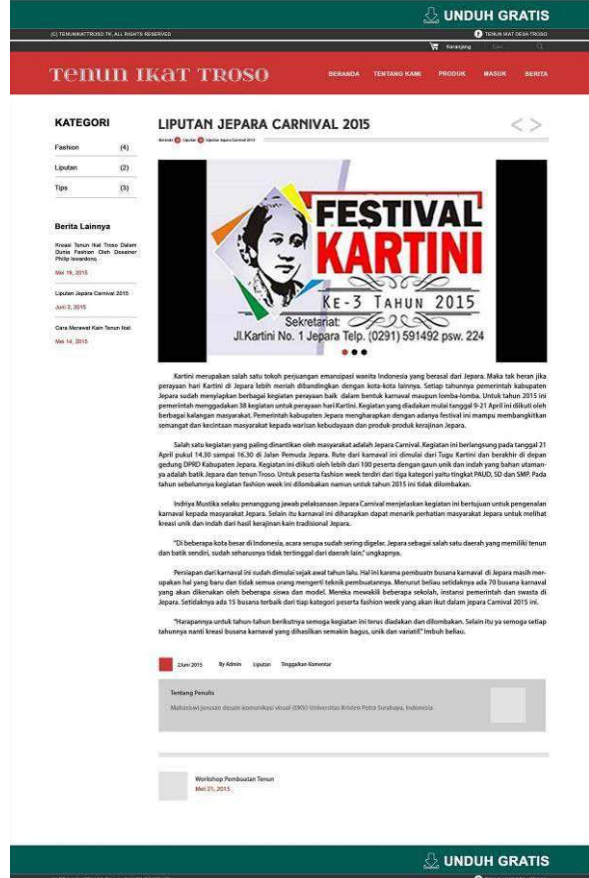 UNDUH GRATIS
(C) TENUNIKATTROSO.TK, ALL RIGHTS RESERVED
TENUN IKAT DESA TROSO
Keranjang
Cari
TENUN IKAT TROSO
BERANDA TENTANG KAMI PRODUK MASUK BERITA
KATEGORI
Fashion (4)
Liputan (2)
Tips (3)
Berita Lainnya
Kreasi Tenun Ikat Troso Dalam
Dunia Fashion Oleh Desainer
Philip Iswardono
Mei 19, 2015
Liputan Jepara Carnival 2015
Juni 2, 2015
Cara Merawat Kain Tenun Ikat
Mei 14, 2015
LIPUTAN JEPARA CARNIVAL 2015
Beranda Liputan Liputan Jepara Carnival 2015
FESTIVAL
KARTINI
KE-3 TAHUN 2015
Sekretariat:
Jl.Kartini No. 1 Jepara Telp. (0291) 591492 psw. 224
Kartini merupakan salah satu tokoh perjuangan emansipasi wanita Indonesia yang berasal dari Jepara. Maka tak heran jika
perayaan hari Kartini di Jepara lebih meriah dibandingkan dengan kota-kota lainnya. Setiap tahunnya pemerintah kabupaten
Jepara sudah menyiapkan berbagai kegiatan perayaan baik dalam bentuk karnaval maupun lomba-lomba. Untuk tahun 2015 ini
pemerintah menggadakan 38 kegiatan untuk perayaan hari Kartini. Kegiatan yang diadakan mulai tanggal 9-21 April ini diikuti oleh
berbagai kalangan masyarakat. Pemerintah kabupaten Jepara mengharapkan dengan adanya festival ini mampu membangkitkan
semangat dan kecintaan masyarakat kepada warisan kebudayaan dan produk-produk kerajinan Jepara.
Salah satu kegiatan yang paling dinantikan oleh masyarakat adalah Jepara Carnival. Kegiatan ini berlangsung pada tanggal 21
April pukul 14.30 sampai 16.30 di Jalan Pemuda Jepara. Rute dari karnaval ini dimulai dari Tugu Kartini dan berakhir di depan
gedung DPRD Kabupaten Jepara. Kegiatan ini diikuti oleh lebih dari 100 peserta dengan gaun unik dan indah yang bahan utaman-
ya adalah batik Jepara dan tenun Troso. Untuk peserta fashion week terdiri dari tiga kategori yaitu tingkat PAUD, SD dan SMP. Pada
tahun sebelumnya kegiatan fashion week ini dilombakan namun untuk tahun 2015 ini tidak dilombakan.
Indriya Mustika selaku penanggung jawab pelaksanaan Jepara Carnival menjelaskan kegiatan ini bertujuan untuk pengenalan
karnaval kepada masyarakat Jepara. Selain itu karnaval ini diharapkan dapat menarik perhatian masyarakat Jepara untuk melihat
kreasi unik dan indah dari hasil kerajinan kain tradisional Jepara.
"Di beberapa kota besar di Indonesia, acara serupa sudah sering digelar. Jepara sebagai salah satu daerah yang memiliki tenun
dan batik sendiri, sudah seharusnya tidak tertinggal dari daerah lain," ungkapnya.
Persiapan dari karnaval ini sudah dimulai sejak awal tahun lalu. Hal ini karena pembuatn busana karnaval di Jepara masih mer-
upakan hal yang baru dan tidak semua orang mengerti teknik pembuatannya. Menurut beliau setidaknya ada 70 busana karnaval
yang akan dikenakan oleh beberapa siswa dan model. Mereka mewakili beberapa sekolah, instansi pemerintah dan swasta di
Jepara. Setidaknya ada 15 busana terbaik dari tiap kategori peserta fashion week yang akan ikut dalam jepara Carnival 2015 ini.
"Harapannya untuk tahun-tahun berikutnya semoga kegiatan ini terus diadakan dan dilombakan. Selain itu ya semoga setiap
tahunnya nanti kreasi busana karnaval yang dihasilkan semakin bagus, unik dan variatif." Imbuh beliau.
2Juni 2015 By Admin Liputan Tinggalkan Komentar
Tentang Penulis
Mahasiswi jurusan desain komunikasi visual (DKV) Universitas Kristen Petra Surabaya, Indonesia
Workshop Pembuatan Tenun
Mei 21, 2015
UNDUH GRATIS